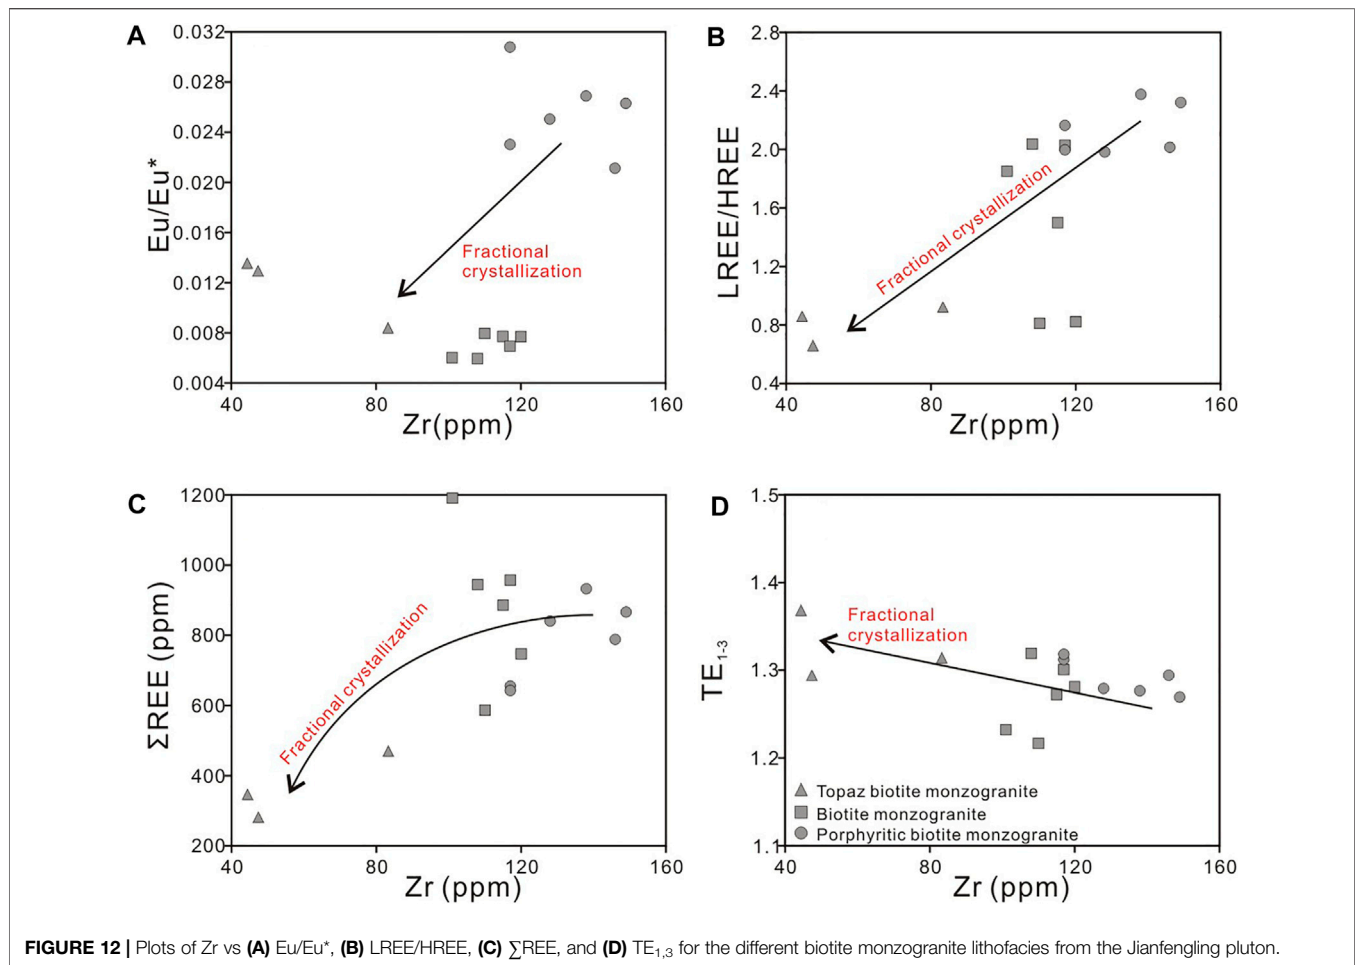 A
0.032
0.028
0.024
0.020
0.016
0.012
0.008
0.004
Eu/Eu*
40 80 120 160
Zr(ppm)
Fractional
crystallization
B
2.8
2.4
2.0
1.6
1.2
0.8
0.4
LREE/HREE
40 80 120 160
Zr(ppm)
Fractional crystallization
C
1200
1000
800
600
400
200
ΣREE (ppm)
40 80 120 160
Zr (ppm)
Fractional crystallization
D
1.5
1.4
1.3
1.2
1.1
TE1-3
40 80 120 160
Zr (ppm)
Fractional
crystallization
Topaz biotite monzogranite
Biotite monzogranite
Porphyritic biotite monzogranite
FIGURE 12 | Plots of Zr vs (A) Eu/Eu*, (B) LREE/HREE, (C) ∑REE, and (D) TE1,3 for the different biotite monzogranite lithofacies from the Jianfengling pluton.